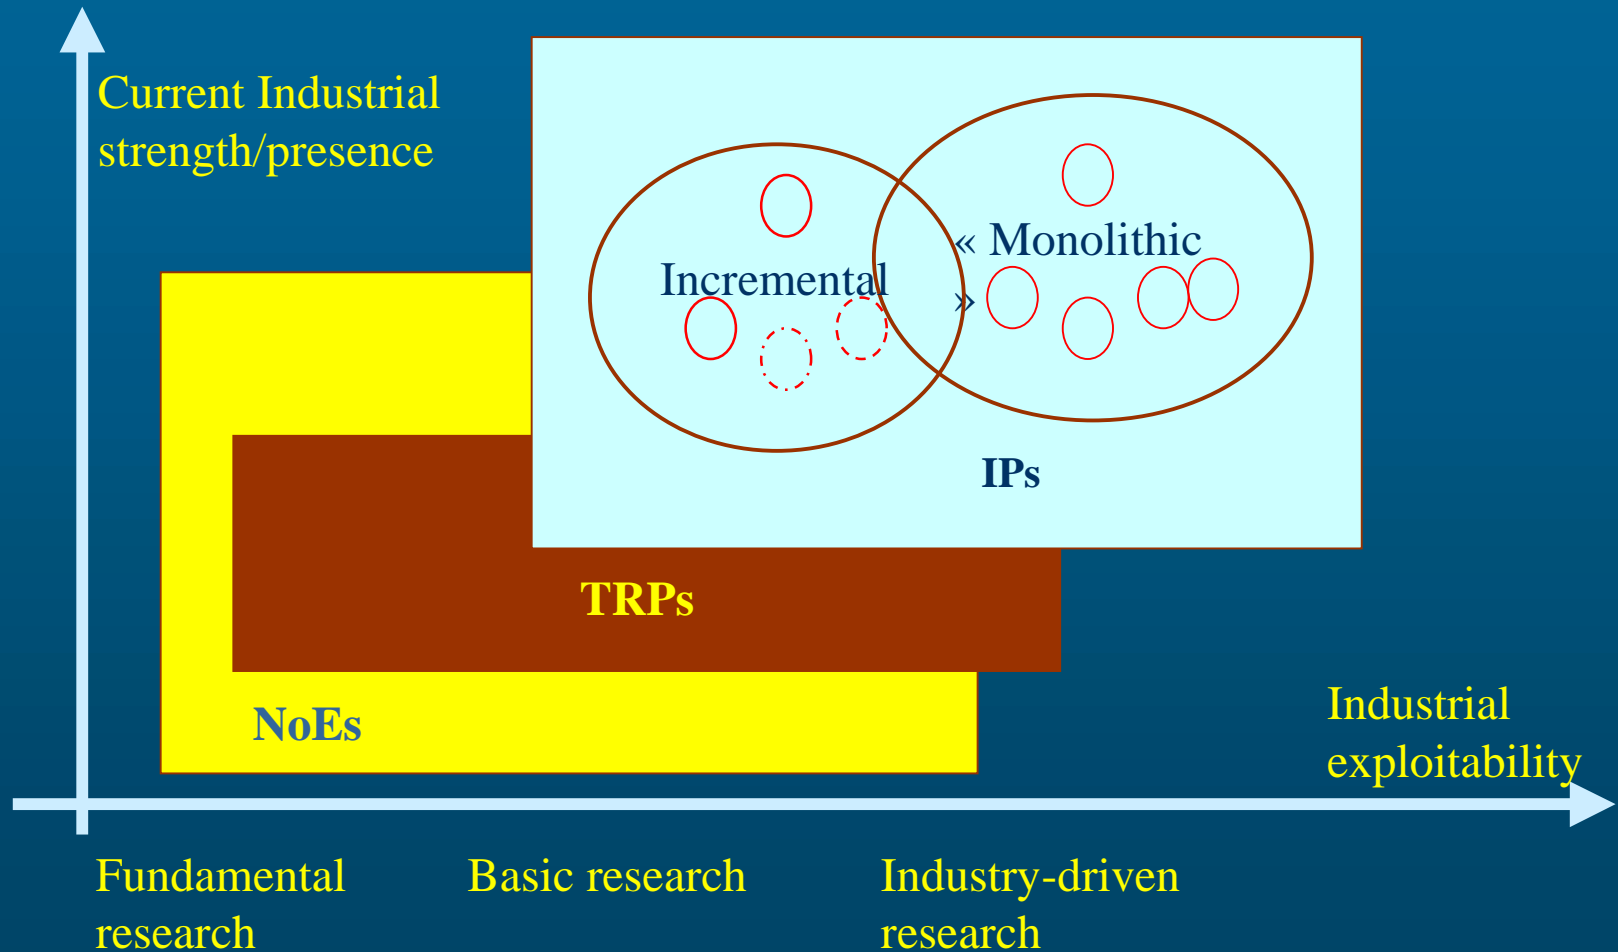 Current Industrial
strength/presence
« Monolithic
»
Incremental
IPs
TRPs
NoEs
Industrial
exploitability
Fundamental
research
Basic research
Industry-driven
research